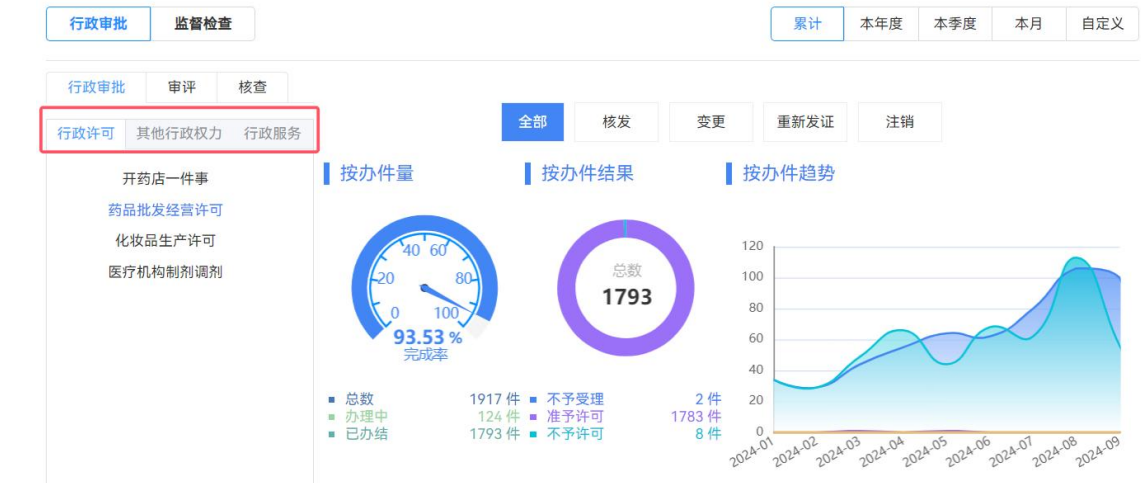 行政审批 监督检查 累计 本年度 本季度 本月 自定义
行政审批 审评 核查
行政许可 其他行政权力 行政服务
全部 核发 变更 重新发证 注销
开药店一件事
药品批发经营许可
化妆品生产许可
医疗机构制剂调剂
按办件量
0 20 40 60 80 100
93.53 %
完成率
总数 1917 件
办理中 124 件
已办结 1793 件
按办件结果
总数
1793
不予受理 2 件
准予许可 1783 件
不予许可 8 件
按办件趋势
120
100
80
60
40
20
0
2024-01 2024-02 2024-03 2024-04 2024-05 2024-06 2024-07 2024-08 2024-09